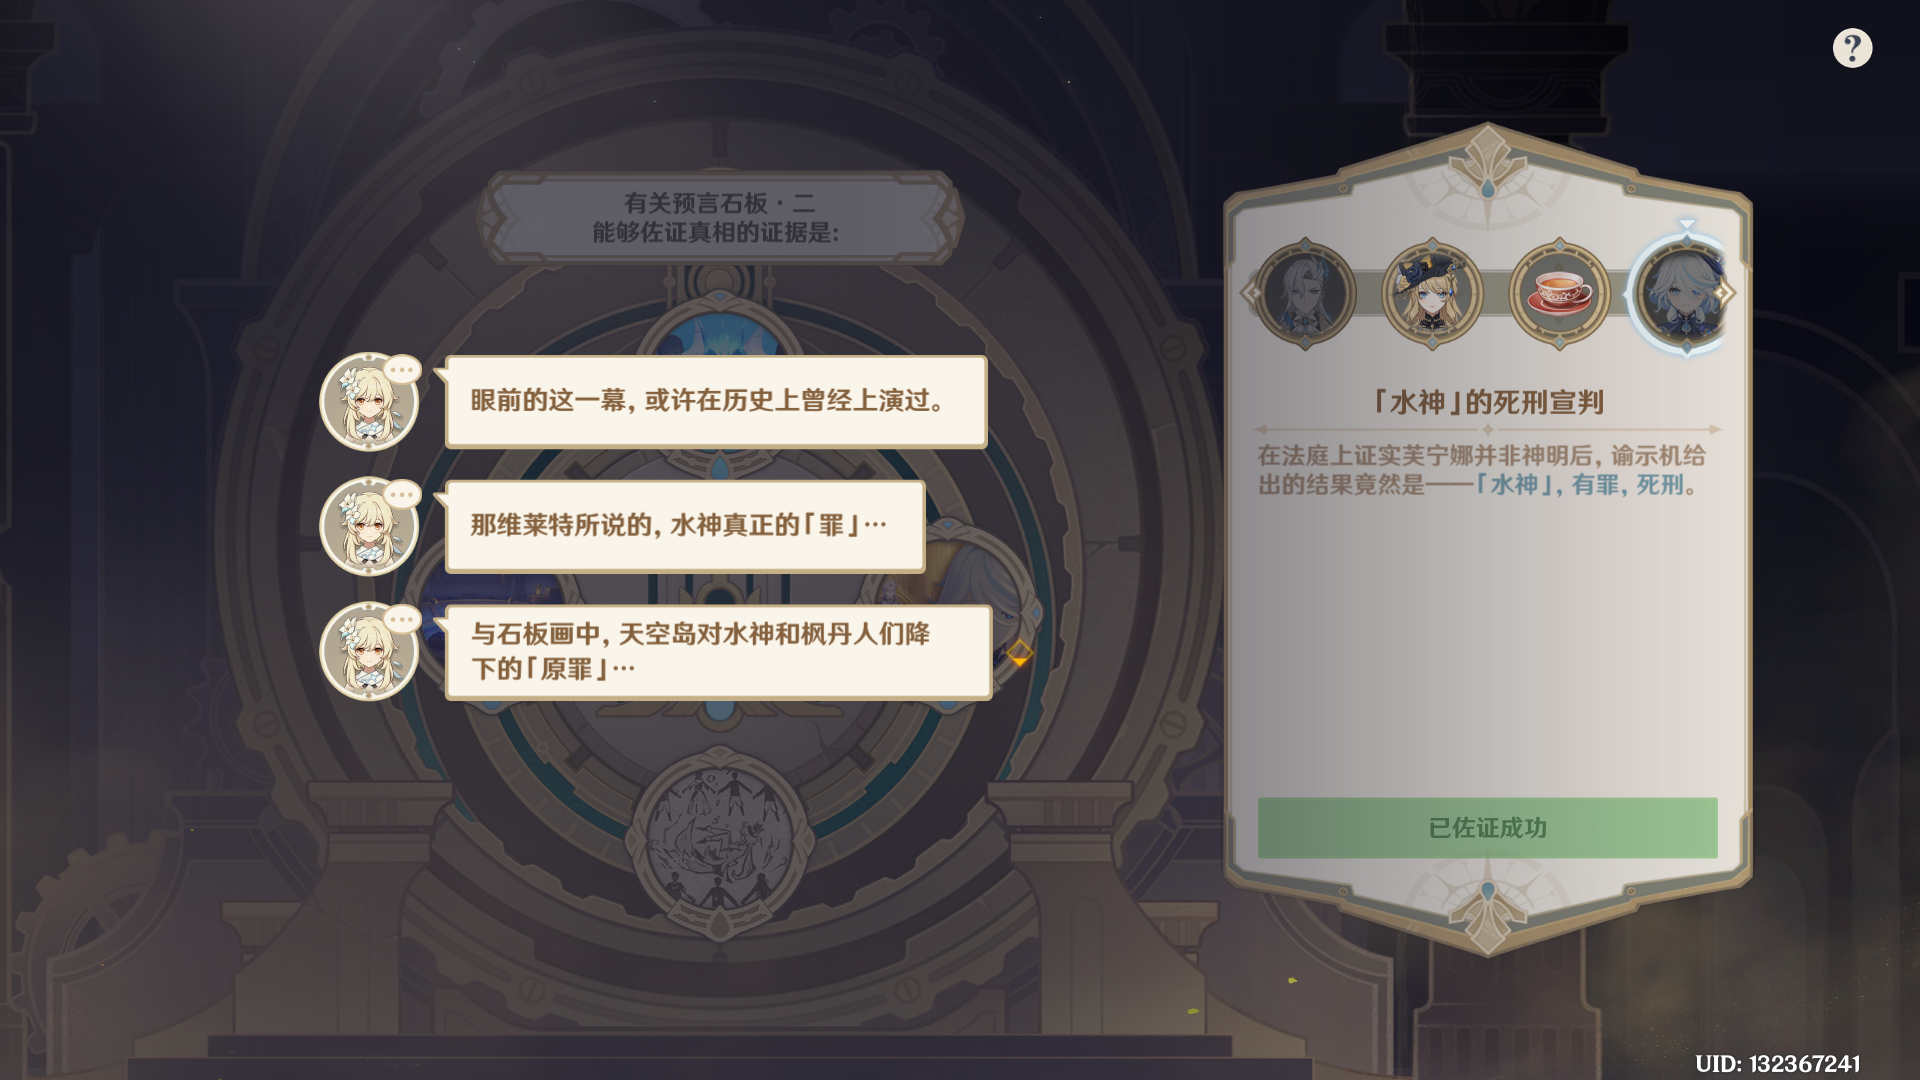 有关预言石板·二
能够佐证真相的证据是:
眼前的这一幕, 或许在历史上曾经上演过。
那维莱特所说的, 水神真正的「罪」…
与石板画中, 天空岛对水神和枫丹人们降
下的「原罪」…
?
「水神」的死刑宣判
在法庭上证实芙宁娜并非神明后, 谕示机给
出的结果竟然是——「水神」, 有罪, 死刑。
已佐证成功
UID: 132367241